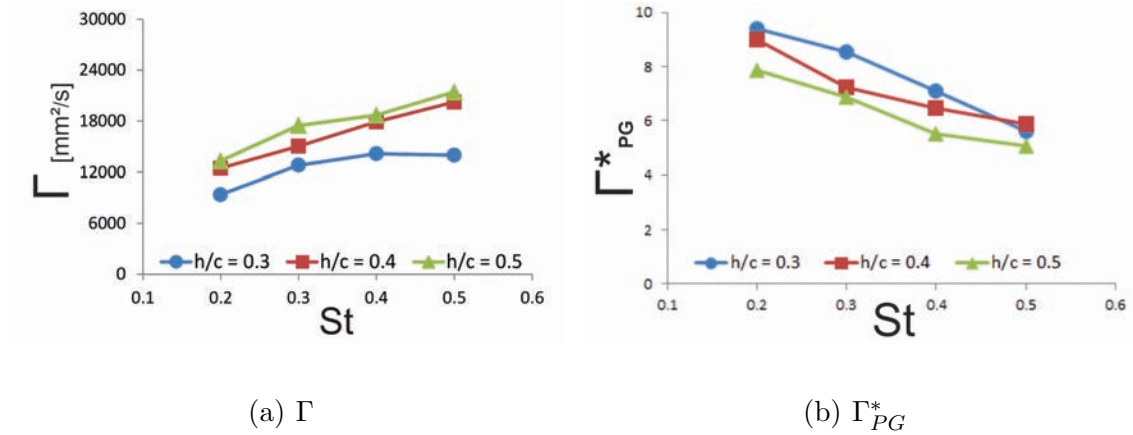 30000
24000
18000
12000
6000
0
Γ [mm²/s]
h/c = 0.3 h/c = 0.4 h/c = 0.5
0.1 0.2 0.3 0.4 0.5 0.6
St
10
8
6
4
2
0
Γ*PG
h/c = 0.3 h/c = 0.4 h/c = 0.5
0.1 0.2 0.3 0.4 0.5 0.6
St
(a) Γ
(b) Γ*PG